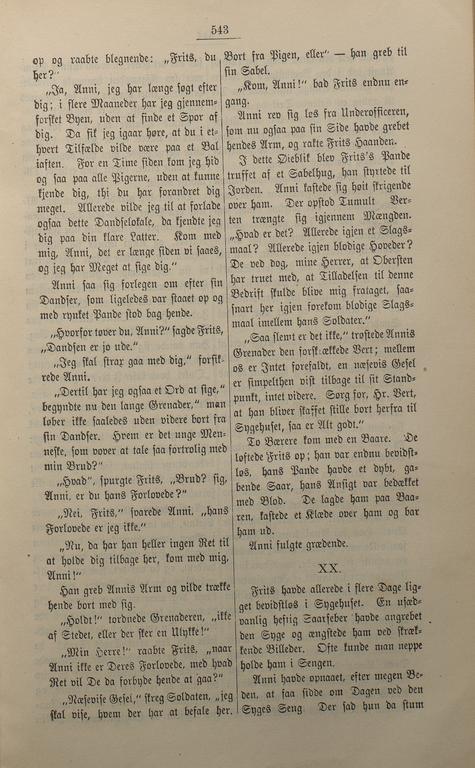 543
op og raabte blegnende: „Frits, du
her?“
„Ja, Anni, jeg har længe søgt efter
dig; i flere Maaneder har jeg gjennem-
forsket Byen, uden at finde et Spor af
dig. Da fik jeg igaar høre, at du i et-
hvert Tilfælde vilde være paa et Bal
iaften. For en Time siden kom jeg hid
og saa paa alle Pigerne, uden at kunne
kjende dig, thi du har forandret dig
meget. Allerede vilde jeg til at forlade
ogsaa dette Dandselokale, da kjendte jeg
dig paa din klare Latter. Kom med
mig, Anni, det er længe siden vi saaes,
og jeg har Meget at sige dig.“
Anni saa sig forlegen om efter sin
Dandser, som ligeledes var staaet op og
med rynket Pande stod bag hende.
„Hvorfor tøver du, Anni?“ sagde Frits,
„Dandsen er jo ude.“
„Jeg skal strax gaa med dig,“ forsik-
rede Anni.
„Dertil har jeg ogsaa et Ord at sige,“
begyndte nu den lange Grenader,“ man
løber ikke saaledes uden videre bort fra
sin Dandser. Hvem er det unge Men-
neske, som vover at tale saa fortrolig med
min Brud?“
„Hvad“, spurgte Frits, „Brud? sig,
Anni, er du hans Forlovede?“
„Nei, Frits,“ svarede Anni, „hans
Forlovede er jeg ikke.“
„Nu, da har han heller ingen Ret til
at holde dig tilbage her, kom med mig,
Anni!“
Han greb Annis Arm og vilde trække
hende bort med sig.
„Holdt!“ tordnede Grenaderen, „ikke
af Stedet, eller der sker en Ulykke!“
„Min Herre!“ raabte Frits, „naar
Anni ikke er Deres Forlovede, med hvad
Ret vil De da forbyde hende at gaa?“
„Næsevise Gesel,“ skreg Soldaten, „jeg
skal vise, hvem der har at befale her.
Bort fra Pigen, eller“ — han greb til
sin Sabel.
„Kom, Anni!“ bad Frits endnu en-
gang.
Anni rev sig løs fra Underofficeren,
som nu ogsaa paa sin Side havde grebet
hendes Arm, og rakte Frits Haanden.
I dette Øieblik blev Frits's Pande
truffet af et Sabelhug, han styrtede til
Jorden. Anni kastede sig høit skrigende
over ham. Der opstod Tumult Ver-
ten trængte sig igjennem Mængden.
„Hvad er det? Allerede igjen et Slags-
maal? Allerede igjen blodige Hoveder?
De ved dog, mine Herrer, at Obersten
har truet med, at Tilladelsen til denne
Bedrift skulde blive mig frataget, saa-
snart her igjen forekom blodige Slags-
maal imellem hans Soldater.“
„Saa slemt er det ikke,“ trøstede Annis
Grenader den forskrækkede Vert; mellem
os er Intet forefaldt, en næsevis Gesel
er simpelthen vist tilbage til sit Stand-
punkt, intet videre. Sørg for, Hr. Vert,
at han bliver skaffet stille bort herfra til
Sygehuset, saa er Alt godt.“
To Bærere kom med en Baare. De
løftede Frits op; han var endnu bevidst-
løs, hans Pande havde et dybt, ga-
bende Saar, hans Ansigt var bedækket
med Blod. De lagde ham paa Baa-
ren, kastede et Klæde over ham og bar
ham ud.
Anni fulgte grædende.
XX.
Frits havde allerede i flere Dage lig-
get bevidstløs i Sygehuset. En usæd-
vanlig heftig Saarfeber havde angrebet
den Syge og ængstede ham ved skræk-
kende Billeder. Ofte kunde man neppe
holde ham i Sengen.
Anni havde opnaaet, efter megen Be-
den, at faa sidde om Dagen ved den
Syges Seng. Der sad hun da stum